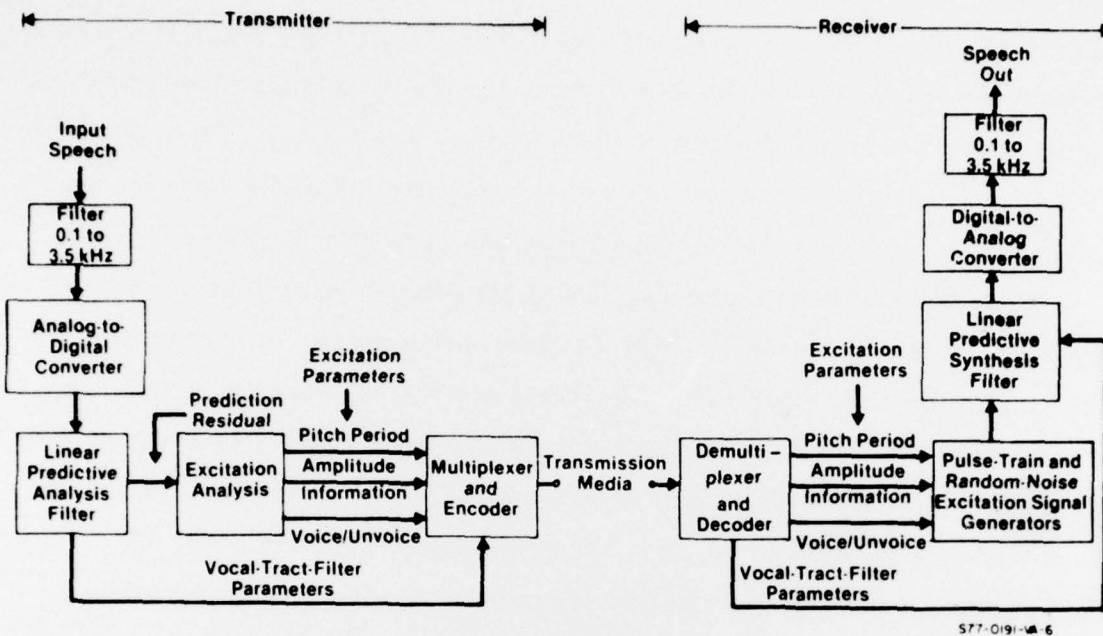 Transmitter
Receiver
Input
Speech
Filter
0.1 to
3.5 kHz
Analog-to-
Digital
Converter
Linear
Predictive
Analysis
Filter
Prediction
Residual
Excitation
Analysis
Excitation
Parameters
Pitch Period
Amplitude
Information
Voice/Unvoice
Vocal-Tract-Filter
Parameters
Multiplexer
and
Encoder
Transmission
Media
Demulti-
plexer
and
Decoder
Excitation
Parameters
Pitch Period
Amplitude
Information
Voice/Unvoice
Vocal-Tract-Filter
Parameters
Pulse-Train and
Random-Noise
Excitation Signal
Generators
Linear
Predictive
Synthesis
Filter
Digital-to-
Analog
Converter
Filter
0.1 to
3.5 kHz
Speech
Out
S77-0191-VA-6